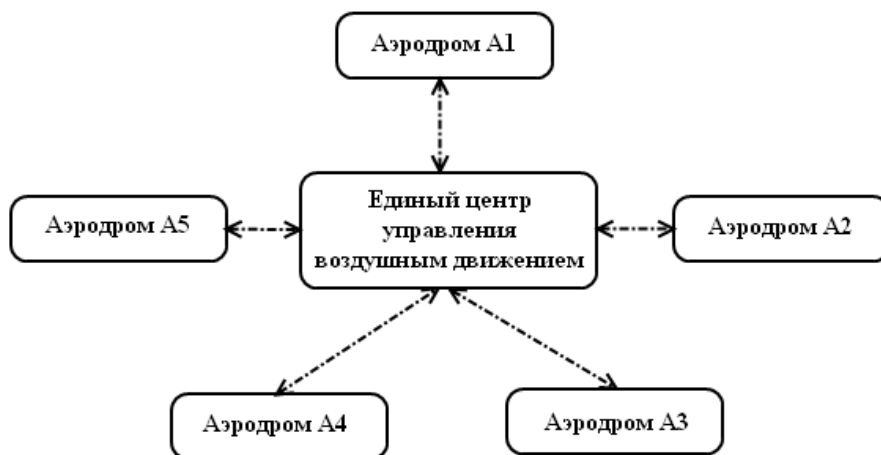 Аэродром А1
Аэродром А5
Единый центр
управления
воздушным движением
Аэродром А2
Аэродром А4
Аэродром А3